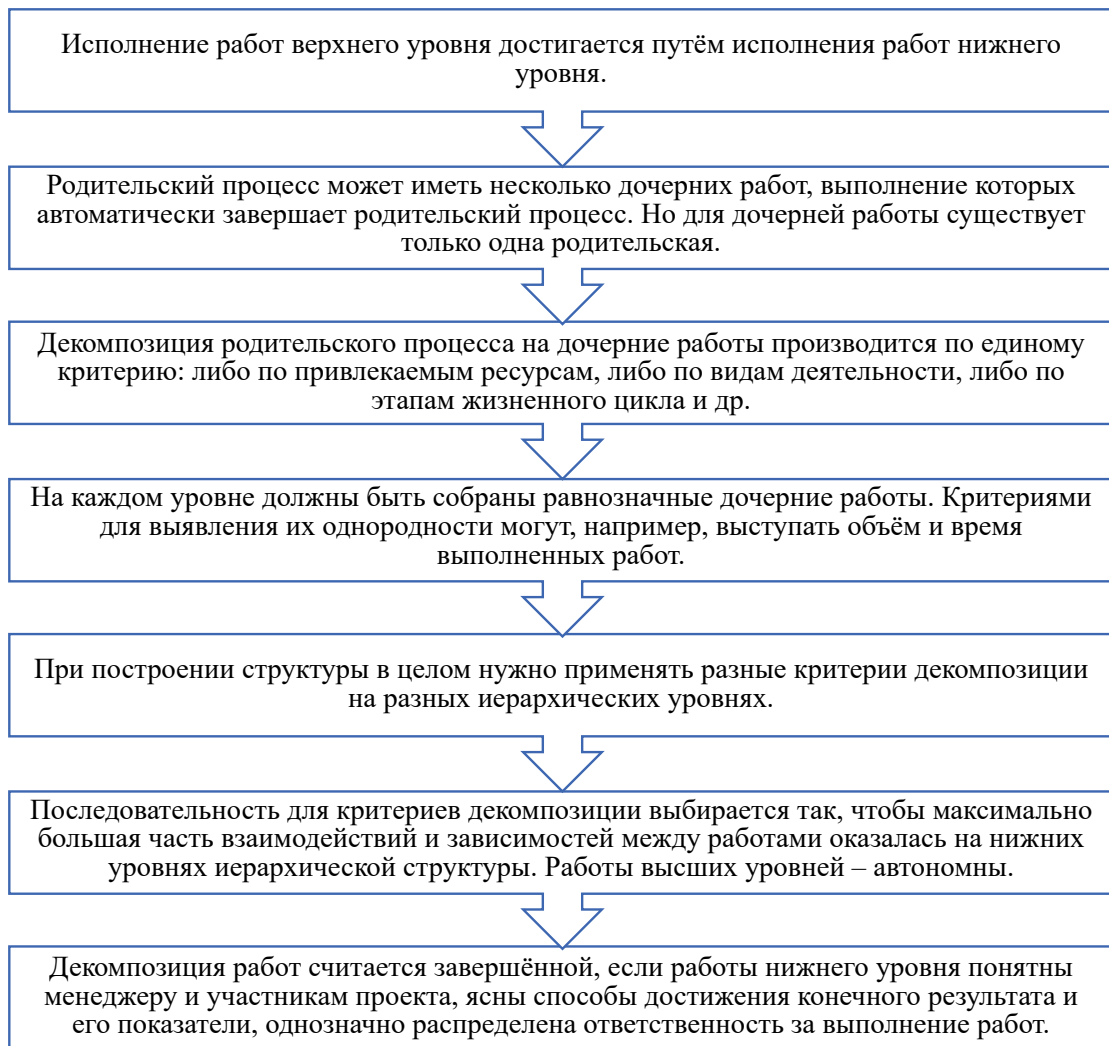 Исполнение работ верхнего уровня достигается путём исполнения работ нижнего
уровня.
Родительский процесс может иметь несколько дочерних работ, выполнение которых
автоматически завершает родительский процесс. Но для дочерней работы существует
только одна родительская.
Декомпозиция родительского процесса на дочерние работы производится по единому
критерию: либо по привлекаемым ресурсам, либо по видам деятельности, либо по
этапам жизненного цикла и др.
На каждом уровне должны быть собраны равнозначные дочерние работы. Критериями
для выявления их однородности могут, например, выступать объём и время
выполненных работ.
При построении структуры в целом нужно применять разные критерии декомпозиции
на разных иерархических уровнях.
Последовательность для критериев декомпозиции выбирается так, чтобы максимально
большая часть взаимодействий и зависимостей между работами оказалась на нижних
уровнях иерархической структуры. Работы высших уровней – автономны.
Декомпозиция работ считается завершённой, если работы нижнего уровня понятны
менеджеру и участникам проекта, ясны способы достижения конечного результата и
его показатели, однозначно распределена ответственность за выполнение работ.